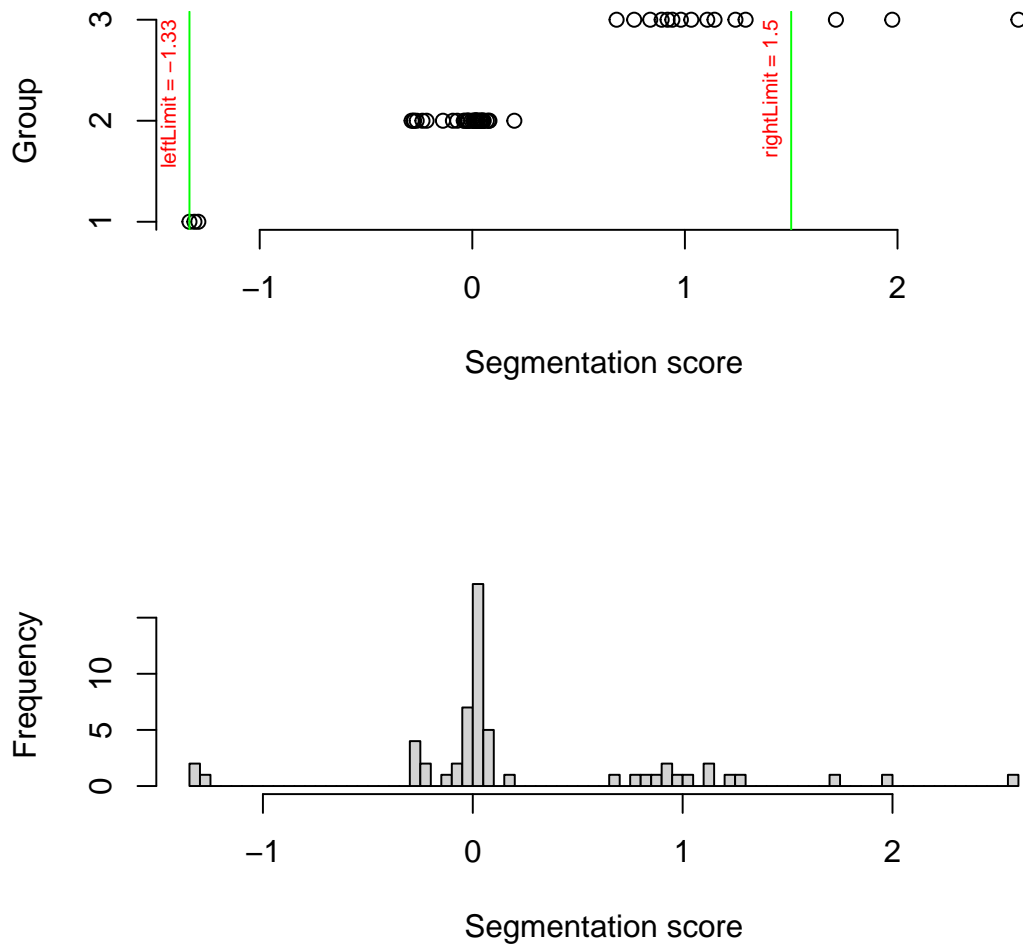 Group
1
2
3
leftLimit = −1.33
rightLimit = 1.5
−1 0 1 2
Segmentation score
Frequency
0
5
10
−1 0 1 2
Segmentation score